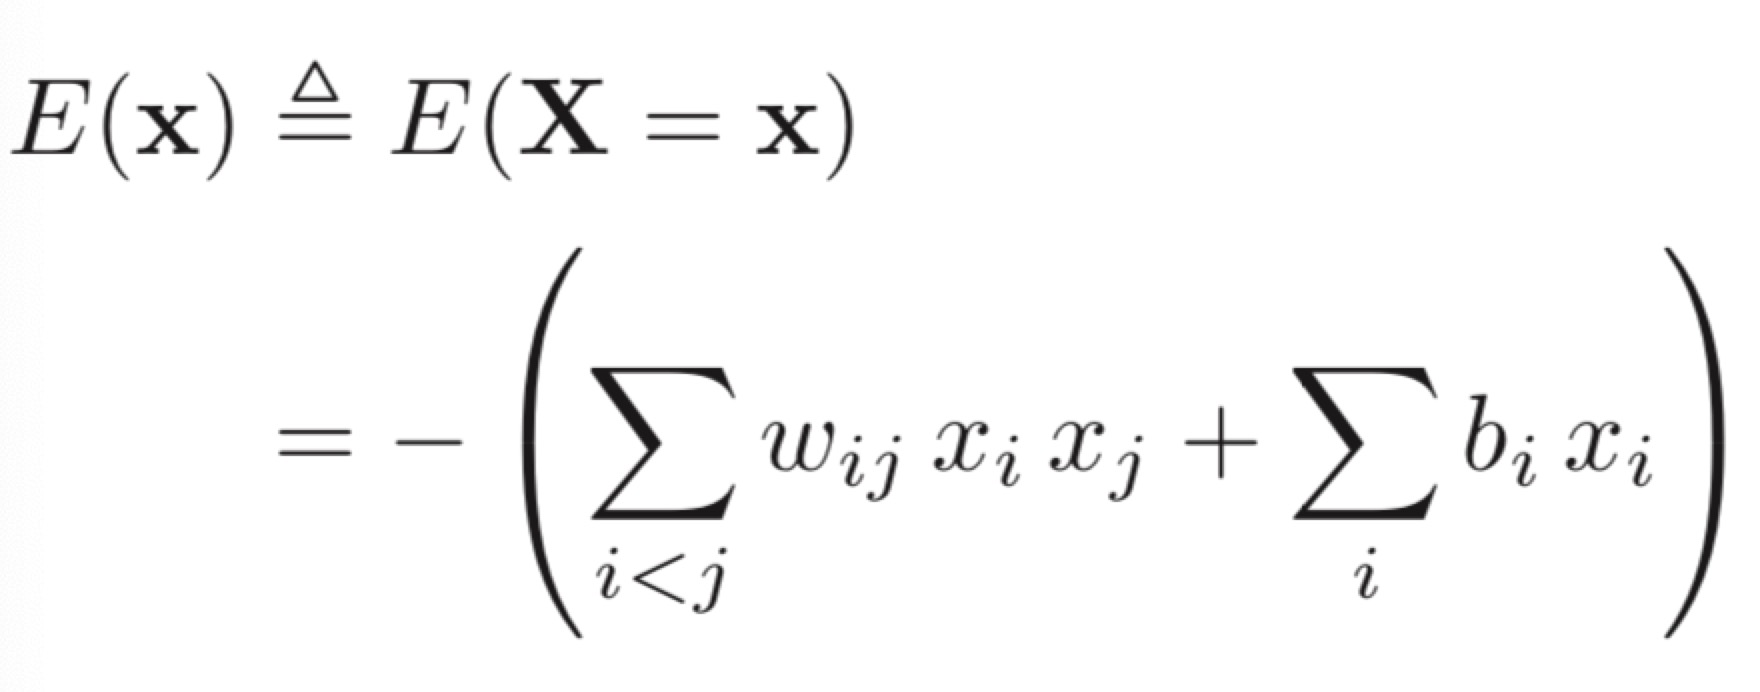 E(𝐱) ≜ E(𝐗 = 𝐱)
= −(∑_{i<j} w_{ij} x_i x_j + ∑_i b_i x_i)